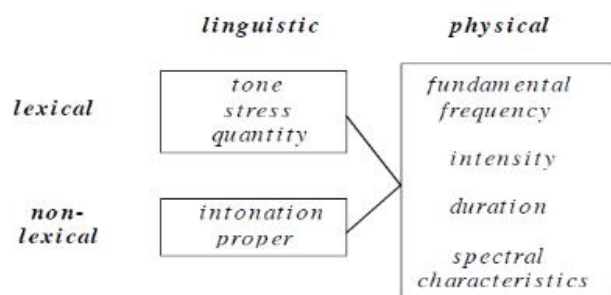 linguistic
physical
lexical
tone
stress
quantity
fundamental
frequency
intensity
non-
lexical
intonation
proper
duration
spectral
characteristics